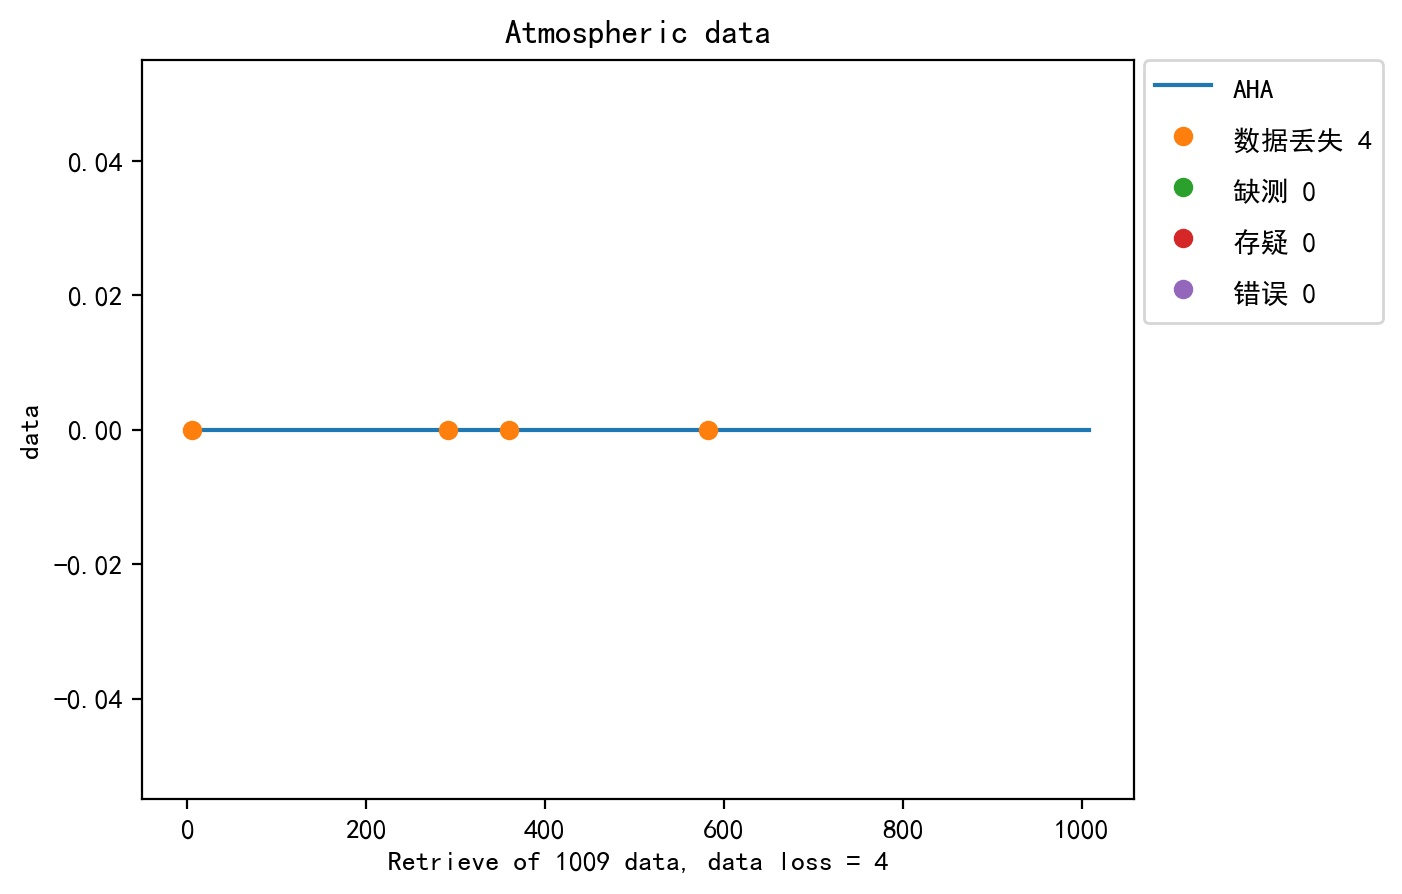 Atmospheric data
AHA
数据丢失 4
缺测 0
存疑 0
错误 0
0.04
0.02
0.00
-0.02
-0.04
data
0 200 400 600 800 1000
Retrieve of 1009 data, data loss = 4